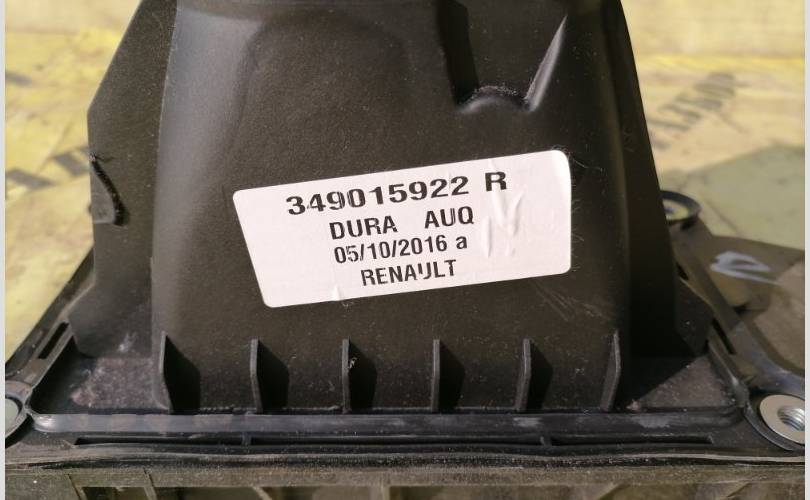 349015922 R
DURA AUQ
05/10/2016 a
RENAULT